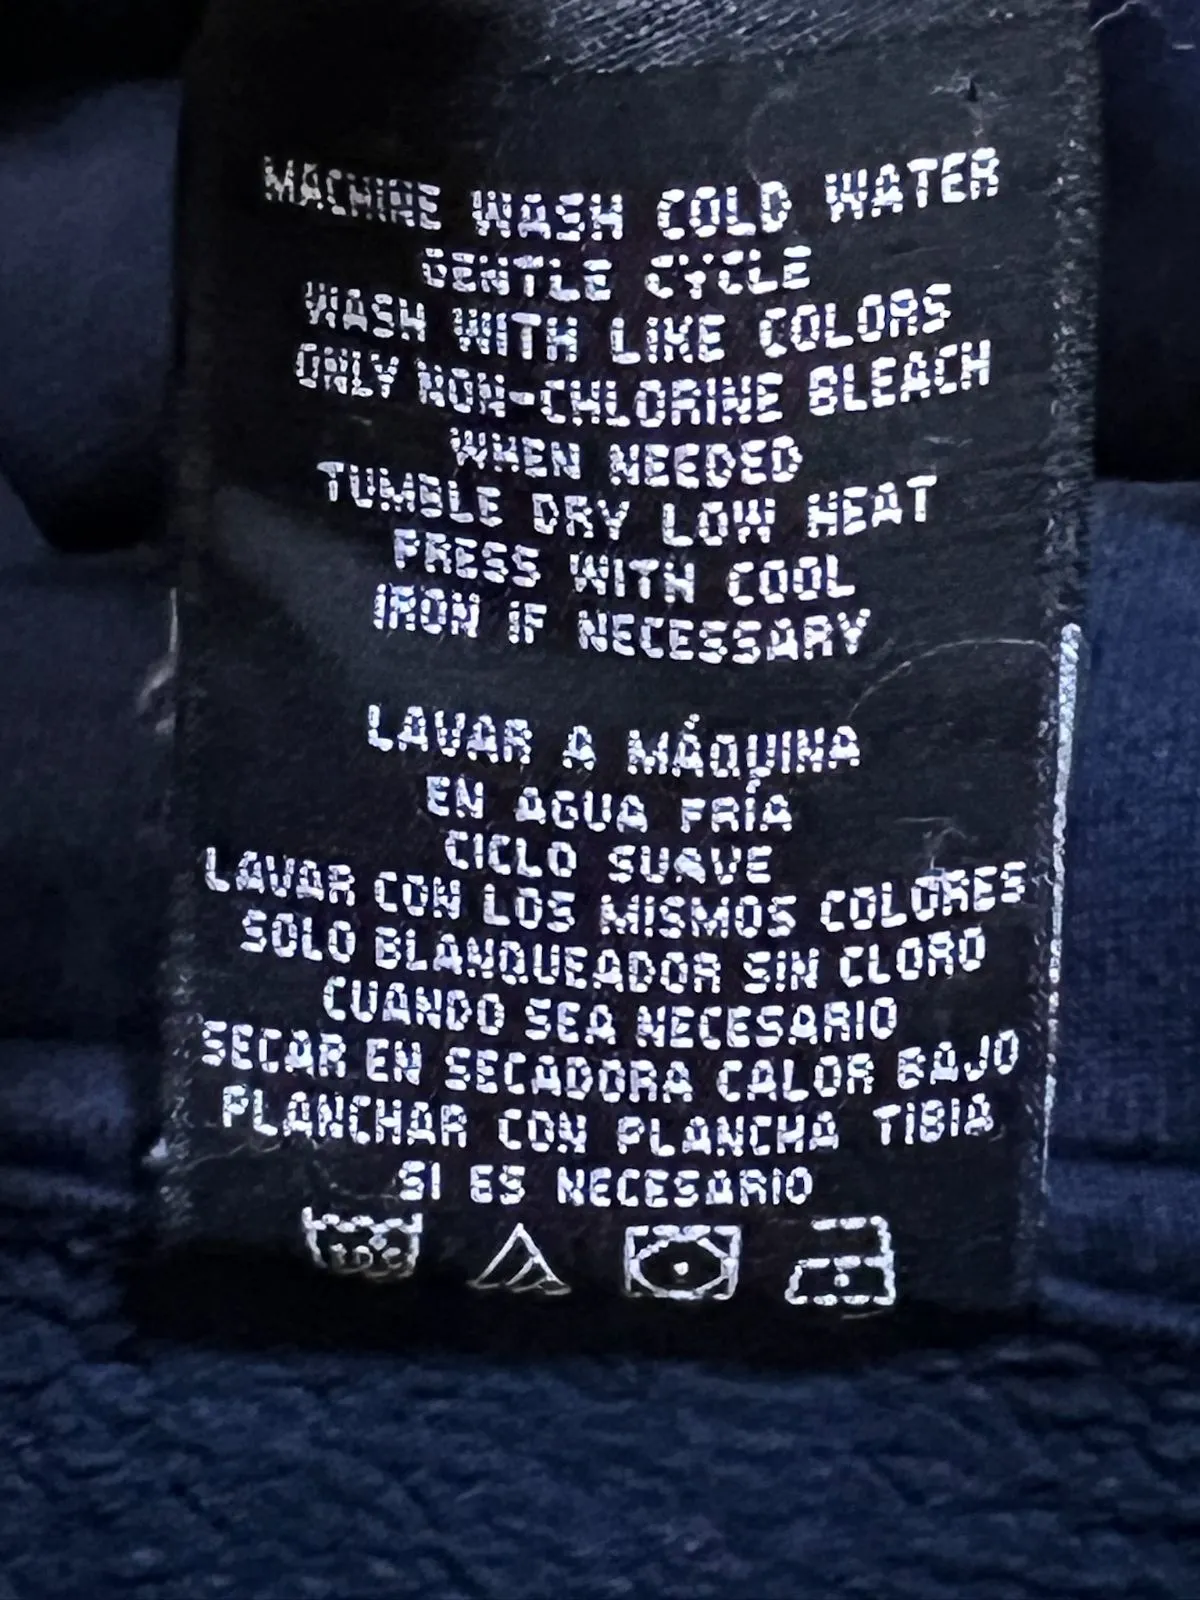 MACHINE WASH COLD WATER
GENTLE CYCLE
WASH WITH LIKE COLORS
ONLY NON-CHLORINE BLEACH
WHEN NEEDED
TUMBLE DRY LOW HEAT
PRESS WITH COOL
IRON IF NECESSARY
LAVAR A MÁQUINA
EN AGUA FRÍA
CICLO SUAVE
LAVAR CON LOS MISMOS COLORES
SOLO BLANQUEADOR SIN CLORO
CUANDO SEA NECESARIO
SECAR EN SECADORA CALOR BAJO
PLANCHAR CON PLANCHA TIBIA
SI ES NECESARIO